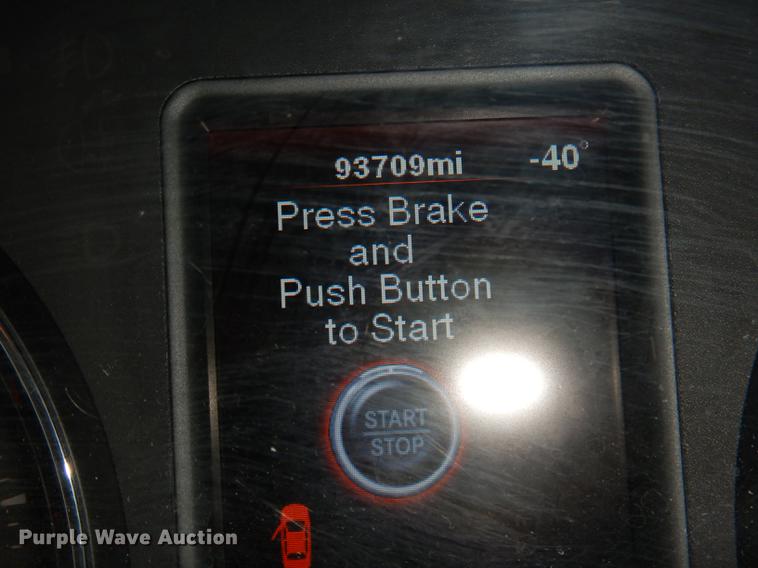 93709mi -40°
Press Brake
and
Push Button
to Start
START
STOP
Purple Wave Auction